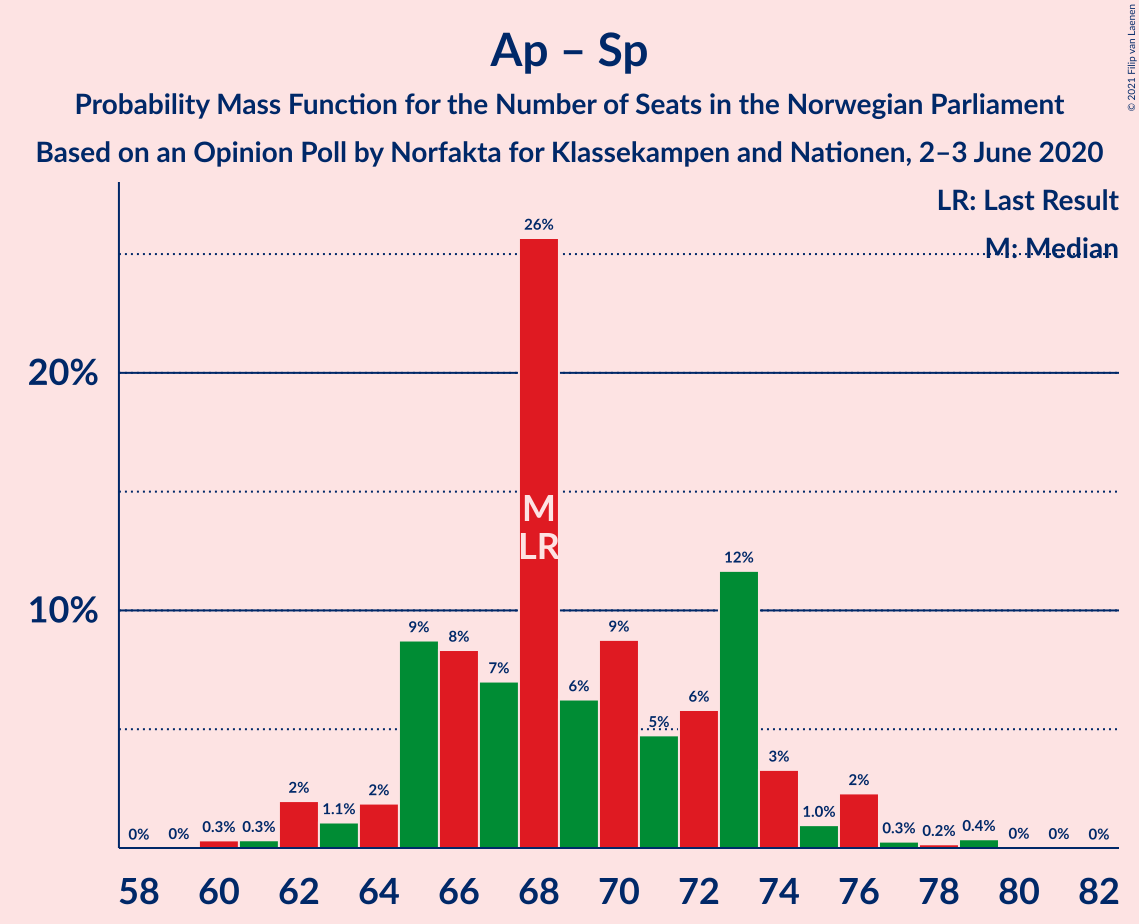 Ap – Sp
Probability Mass Function for the Number of Seats in the Norwegian Parliament
Based on an Opinion Poll by Norfakta for Klassekampen and Nationen, 2–3 June 2020
© 2021 Filip van Laenen
LR: Last Result
M: Median
20%
10%
0% 0% 0.3% 0.3% 2% 1.1% 2% 9% 8% 7% 26% 6% 9% 5% 6% 12% 3% 1.0% 2% 0.3% 0.2% 0.4% 0% 0% 0%
M
LR
58 60 62 64 66 68 70 72 74 76 78 80 82